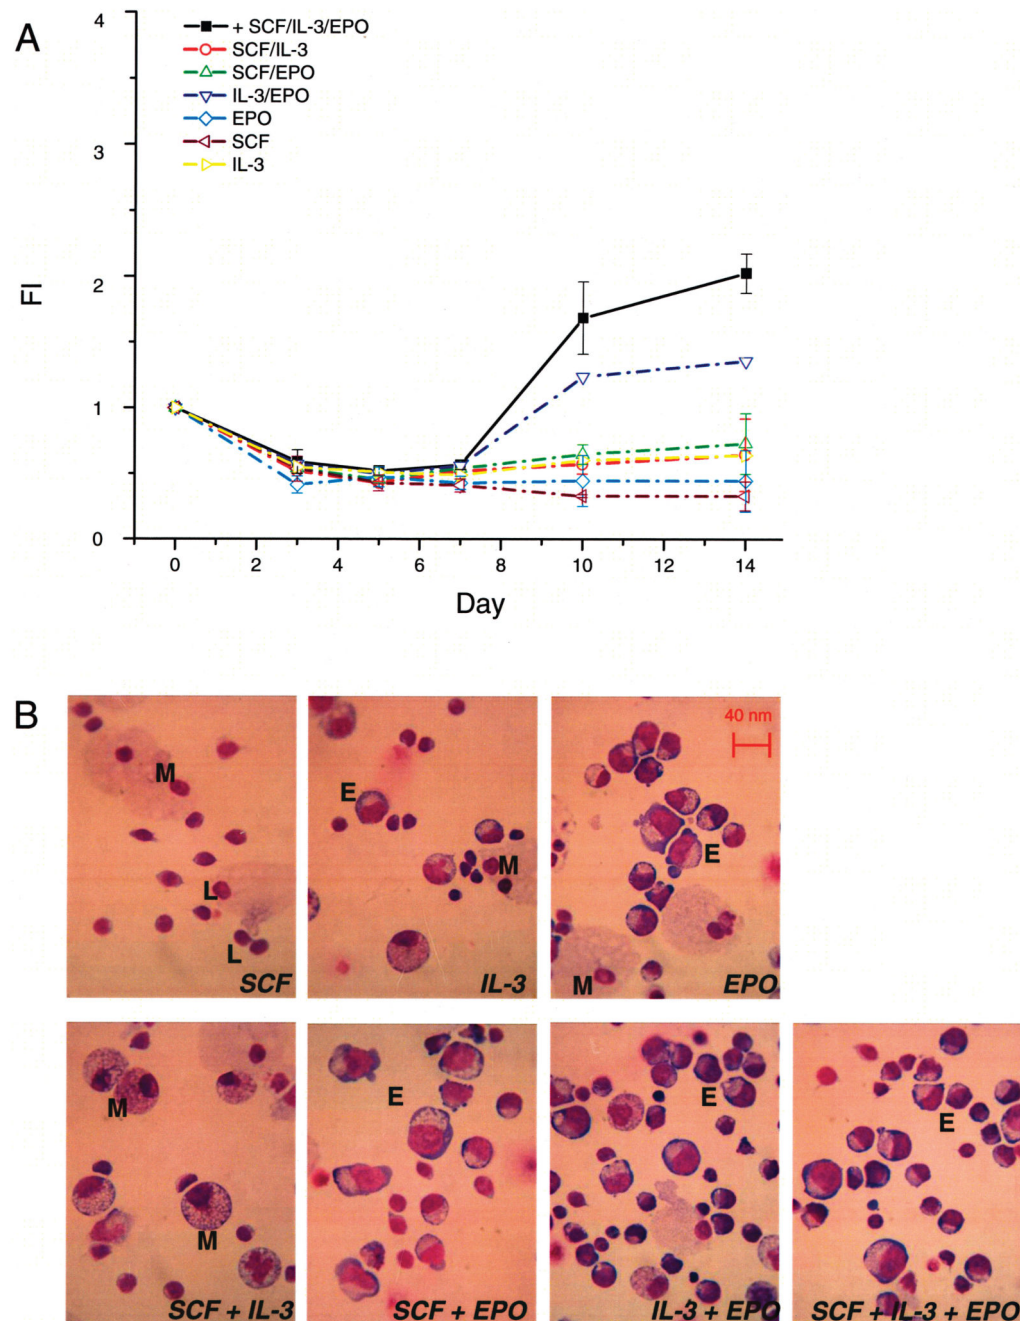 A
4
+ SCF/IL-3/EPO
SCF/IL-3
SCF/EPO
IL-3/EPO
EPO
SCF
IL-3
3
2
1
0
FI
0 2 4 6 8 10 12 14
Day
B
M
L
L
SCF
E
M
IL-3
40 nm
E
M
EPO
M
M
SCF + IL-3
E
SCF + EPO
E
IL-3 + EPO
E
SCF + IL-3 + EPO